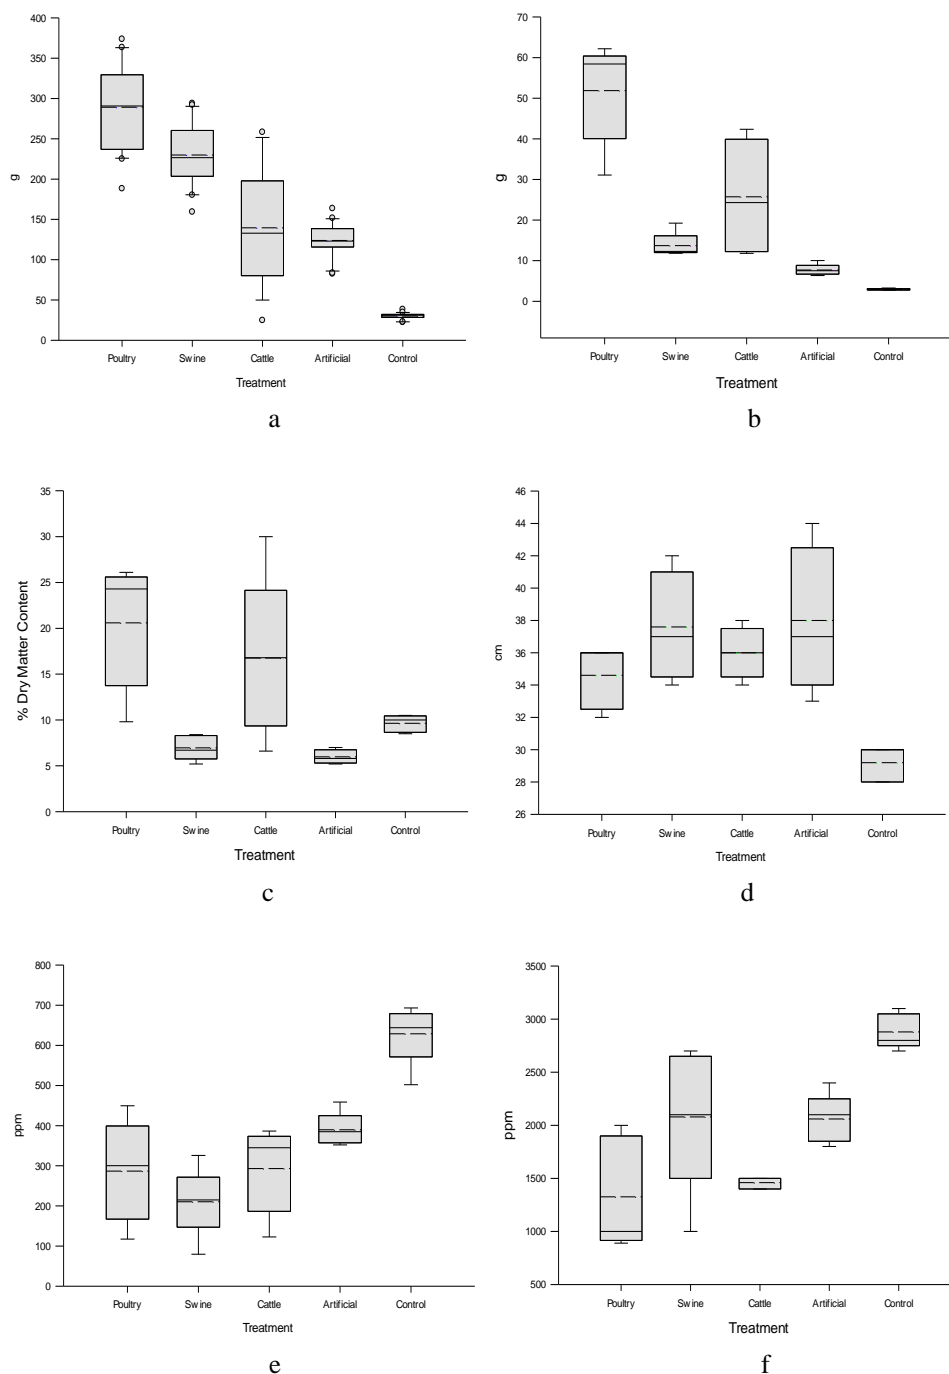 400
350
300
250
200
150
100
50
0
g
Poultry Swine Cattle Artificiial Control
Treatment
a
70
60
50
40
30
20
10
0
g
Poultry Swine Cattle Artificial Control
Treatment
b
35
30
25
20
15
10
5
0
% Dry Matter Content
Poultry Swine Cattle Artificial Control
Treatment
c
46
44
42
40
38
36
34
32
30
28
26
cm
Poultry Swine Cattle Artificial Control
Treatment
d
800
700
600
500
400
300
200
100
0
ppm
Poultry Swine Cattle Artificial Control
Treatment
e
3500
3000
2500
2000
1500
1000
500
ppm
Poultry Swine Cattle Artificial Control
Treatment
f